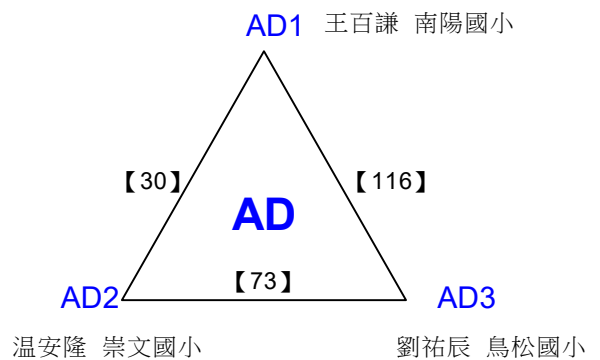 AD1 王百謙 南陽國小
【30】
【116】
AD
【73】
AD2
AD3
温安隆 崇文國小
劉祐辰 鳥松國小